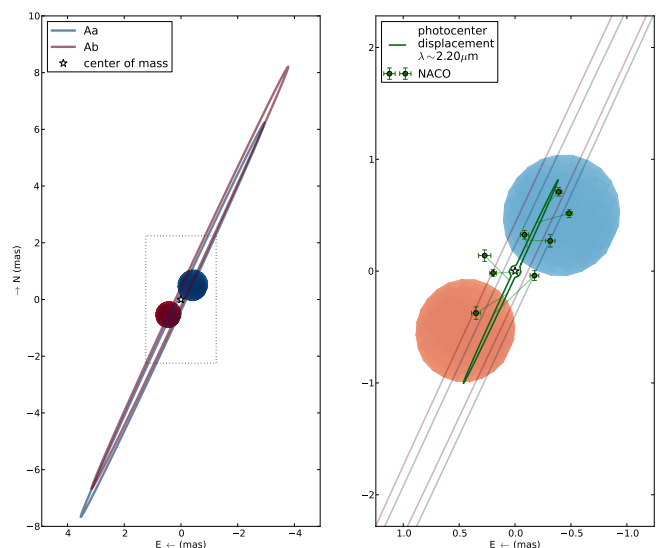 Aa
Ab
center of mass
10
8
6
4
2
0
−2
−4
−6
−8
→ N (mas)
4
2
0
−2
−4
E ← (mas)
photocenter
displacement
λ∼2.20μm
NACO
2
1
0
−1
−2
1.0
0.5
0.0
−0.5
−1.0
E ← (mas)